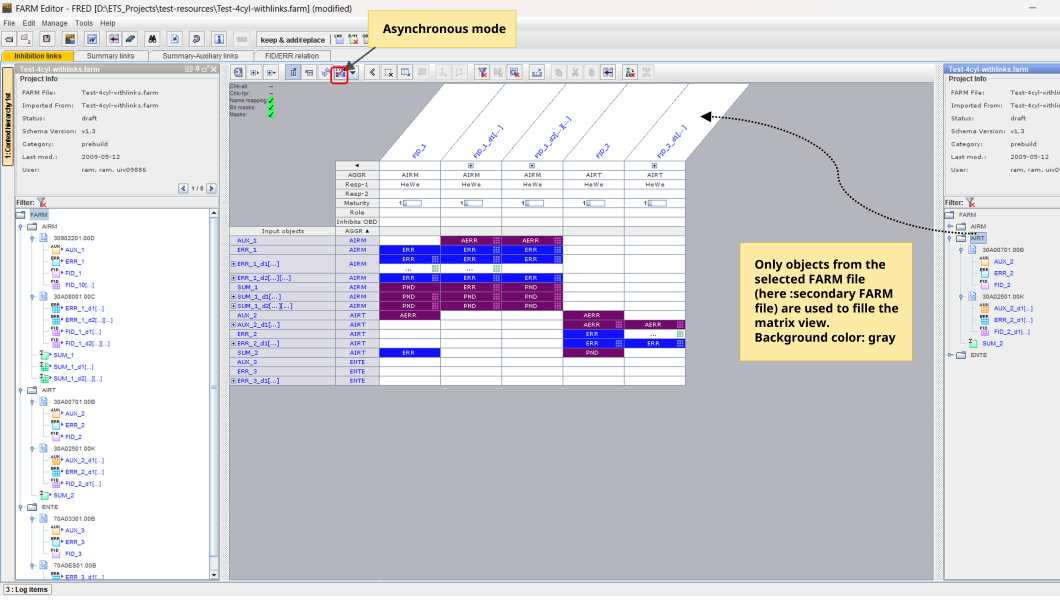 FARM Editor - FRED [D:\ETS_Projects\test-resources\Test-4cyl-withlinks.farm] (modified)
File Edit Manage Tools Help
Asynchronous mode
keep & add/replace
Inhibition links Summary links Summary-Auxiliary links FID/ERR relation
1: Content hierarchy 1st
Test-4cyl-withlinks.farm
Project Info
FARM File: Test-4cyl-withlinks.farm
Imported From: Test-4cyl-withlinks.farm
Status: draft
Schema Version: v1.3
Category: prebuild
Last mod.: 2009-05-12
User: ram, ram, uiv09886
1 / 6
Filter:
FARM
AIRM
30902201.00D
AUX_1
ERR_1
FID_1
FID_10[...]
30A08001.00C
ERR_1_d1[...]
ERR_1_d2[...][...]
FID_1_d1[...]
FID_1_d2[...][...]
SUM_1
SUM_1_d1[...]
SUM_1_d2[...][...]
AIRT
30A00701.00B
AUX_2
ERR_2
FID_2
30A02501.00K
AUX_2_d1[...]
ERR_2_d1[...]
FID_2_d1[...]
SUM_2
ENTE
70A03301.00B
AUX_3
ERR_3
FID_3
70A0ES01.00B
ERR_3_d1[...]
Chk-all: --
Chk-fpr: --
Name mapping:
Bit masks:
Masks:
FID_1 FID_1_d1[...] FID_1_d2[...][...] FID_2 FID_2_d1[...]
AGGR AIRM AIRM AIRM AIRT AIRT
Resp-1 HeWe HeWe HeWe HeWe HeWe
Resp-2
Maturity 1 1 1 1 1
Role
Inhibits OBD
Input objects AGGR ▲
AUX_1 AIRM AERR AERR
ERR_1 AIRM ERR ERR ERR
ERR_1_d1[...] AIRM ERR ERR ERR
... ...
ERR_1_d2[...][...] AIRM ERR ERR ERR
SUM_1 AIRM PND PND PND
SUM_1_d1[...] AIRM PND PND PND
SUM_1_d2[...][...] AIRM PND PND PND
AUX_2 AIRT AERR AERR
AUX_2_d1[...] AIRT AERR AERR
ERR_2 AIRT ERR ...
ERR_2_d1[...] AIRT ERR ERR
SUM_2 AIRT ERR PND
AUX_3 ENTE
ERR_3 ENTE
ERR_3_d1[...] ENTE
Only objects from the
selected FARM file
(here :secondary FARM
file) are used to fille the
matrix view.
Background color: gray
Test-4cyl-withlinks.farm
Project Info
FARM File: Test-4cyl-withli
Imported From: Test-4cyl-withli
Status: draft
Schema Version: v1.3
Category: prebuild
Last mod.: 2009-05-12
User: ram, ram, uiv0
Filter:
FARM
AIRM
AIRT
30A00701.00B
AUX_2
ERR_2
FID_2
30A02501.00K
AUX_2_d1[...]
ERR_2_d1[...]
FID_2_d1[...]
SUM_2
ENTE
3 : Log items